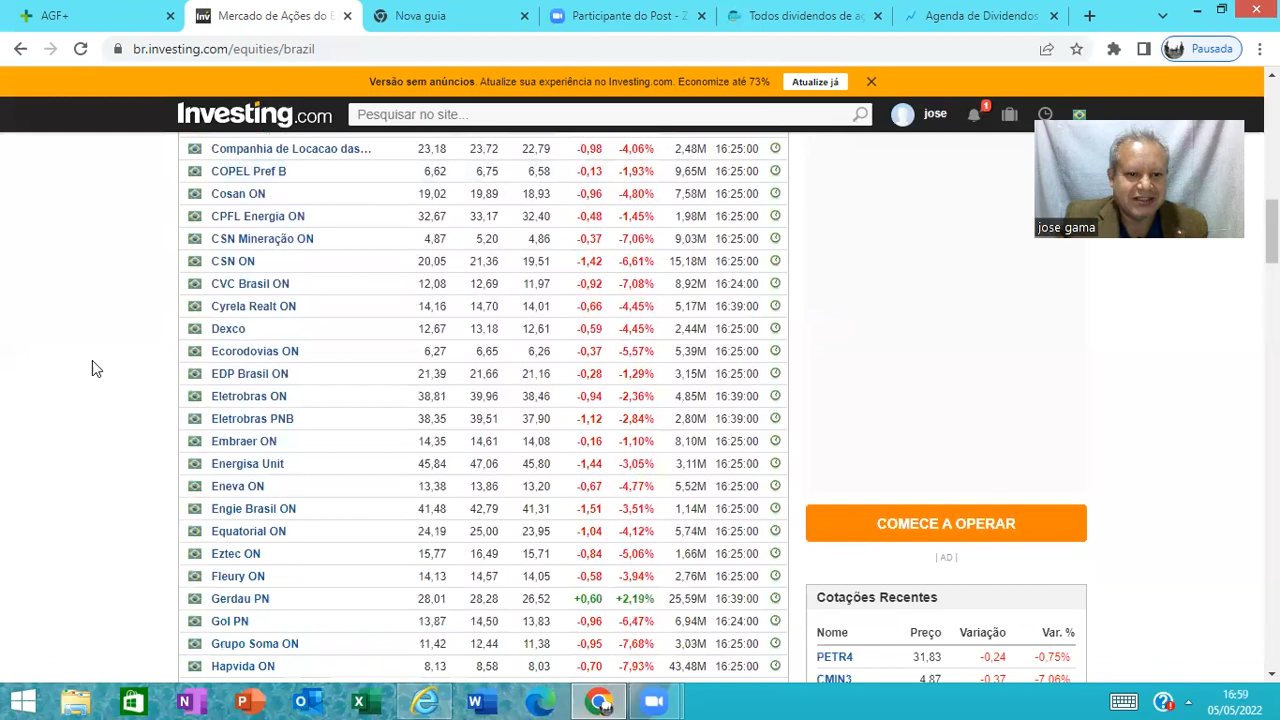 AGF+ × Mercado de Ações do B × Nova guia × Participante do Post - Z × Todos dividendos de aç × Agenda de Dividendos × +
br.investing.com/equities/brazil Pausada
Versão sem anúncios. Atualize sua experiência no Investing.com. Economize até 73% Atualize já
Investing.com Pesquisar no site... jose 1
Companhia de Locacao das... 23,18 23,72 22,79 -0,98 -4,06% 2,48M 16:25:00
COPEL Pref B 6,62 6,75 6,58 -0,13 -1,93% 9,65M 16:25:00
Cosan ON 19,02 19,89 18,93 -0,96 -4,80% 7,58M 16:25:00
CPFL Energia ON 32,67 33,17 32,40 -0,48 -1,45% 1,98M 16:25:00
jose gama
CSN Mineração ON 4,87 5,20 4,86 -0,37 -7,06% 9,03M 16:25:00
CSN ON 20,05 21,36 19,51 -1,42 -6,61% 15,18M 16:25:00
CVC Brasil ON 12,08 12,69 11,97 -0,92 -7,08% 8,92M 16:24:00
Cyrela Realt ON 14,16 14,70 14,01 -0,66 -4,45% 5,17M 16:39:00
Dexco 12,67 13,18 12,61 -0,59 -4,45% 2,44M 16:25:00
Ecorodovias ON 6,27 6,65 6,26 -0,37 -5,57% 5,39M 16:25:00
EDP Brasil ON 21,39 21,66 21,16 -0,28 -1,29% 3,15M 16:25:00
Eletrobras ON 38,81 39,96 38,46 -0,94 -2,36% 4,85M 16:39:00
Eletrobras PNB 38,35 39,51 37,90 -1,12 -2,84% 2,80M 16:39:00
Embraer ON 14,35 14,61 14,08 -0,16 -1,10% 8,10M 16:25:00
Energisa Unit 45,84 47,06 45,80 -1,44 -3,05% 3,11M 16:25:00
Eneva ON 13,38 13,86 13,20 -0,67 -4,77% 5,52M 16:25:00
Engie Brasil ON 41,48 42,79 41,31 -1,51 -3,51% 1,14M 16:25:00
Equatorial ON 24,19 25,00 23,95 -1,04 -4,12% 5,74M 16:25:00
Eztec ON 15,77 16,49 15,71 -0,84 -5,06% 1,66M 16:25:00
Fleury ON 14,13 14,57 14,05 -0,58 -3,94% 2,76M 16:25:00
Gerdau PN 28,01 28,28 26,52 +0,60 +2,19% 25,59M 16:39:00
Gol PN 13,87 14,50 13,83 -0,96 -6,47% 6,94M 16:24:00
Grupo Soma ON 11,42 12,44 11,38 -0,95 -7,68% 3,03M 16:25:00
Hapvida ON 8,13 8,58 8,03 -0,70 -7,93% 43,48M 16:25:00
COMECE A OPERAR
| AD |
Cotações Recentes
Nome Preço Variação Var. %
PETR4 31,83 -0,24 -0,75%
CMIN3 4,87 -0,37 -7,06%
16:59
05/05/2022